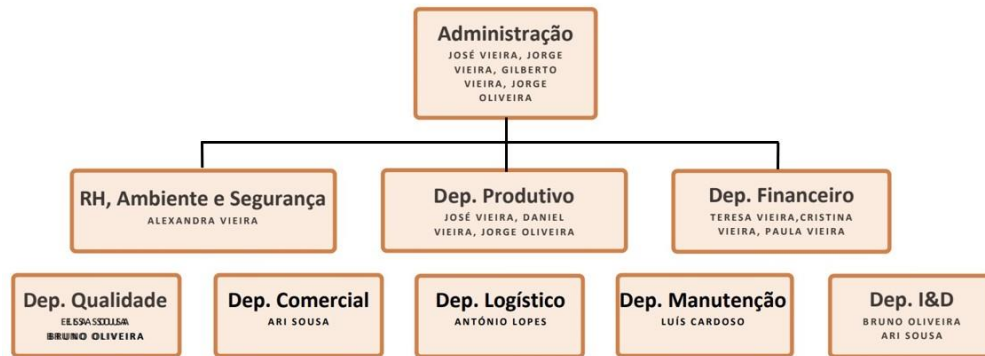 Administração
JOSÉ VIEIRA, JORGE
VIEIRA, GILBERTO
VIEIRA, JORGE
OLIVEIRA
RH, Ambiente e Segurança
ALEXANDRA VIEIRA
Dep. Produtivo
JOSÉ VIEIRA, DANIEL
VIEIRA, JORGE OLIVEIRA
Dep. Financeiro
TERESA VIEIRA,CRISTINA
VIEIRA, PAULA VIEIRA
Dep. Qualidade
SOUSA
BRUNO OLIVEIRA
Dep. Comercial
ARI SOUSA
Dep. Logístico
ANTÓNIO LOPES
Dep. Manutenção
LUÍS CARDOSO
Dep. I&D
BRUNO OLIVEIRA
ARI SOUSA